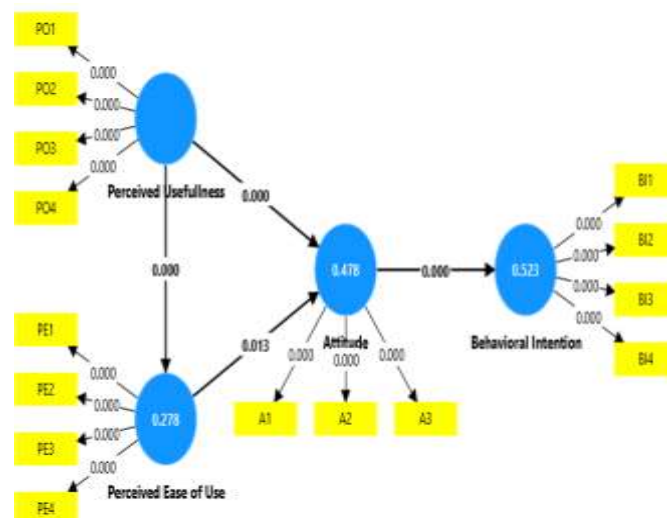 PO1
0.000
PO2
0.000
0.000
PO3
0.000
PO4
Perceived Usefullness
0.000
0.000
BI1
0.000
BI2
0.478
0.000
0.523
0.000
0.000
BI3
PE1
0.013
Attitude
Behavioral Intention
0.000
BI4
0.000
0.000
0.000
0.000
PE2
0.000
0.278
A1
A2
A3
PE3
0.000
0.000
PE4
Perceived Ease of Use